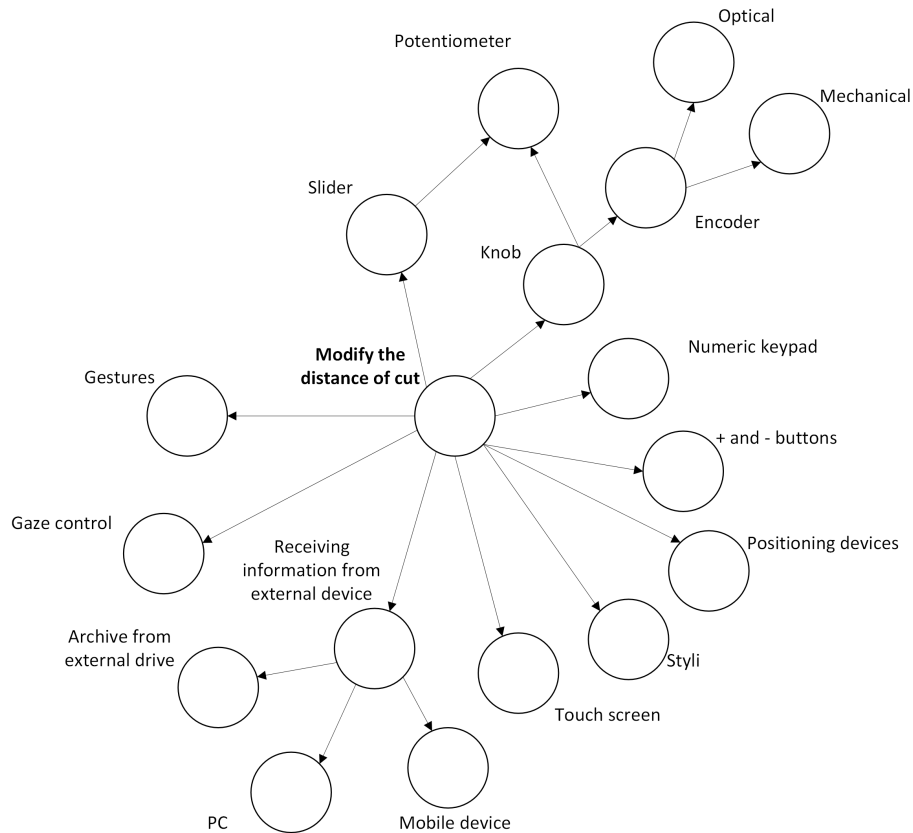 Optical
Potentiometer
Mechanical
Slider
Encoder
Knob
Numeric keypad
Modify the
distance of cut
Gestures
+ and - buttons
Gaze control
Positioning devices
Receiving
information from
external device
Archive from
external drive
Styli
Touch screen
PC
Mobile device